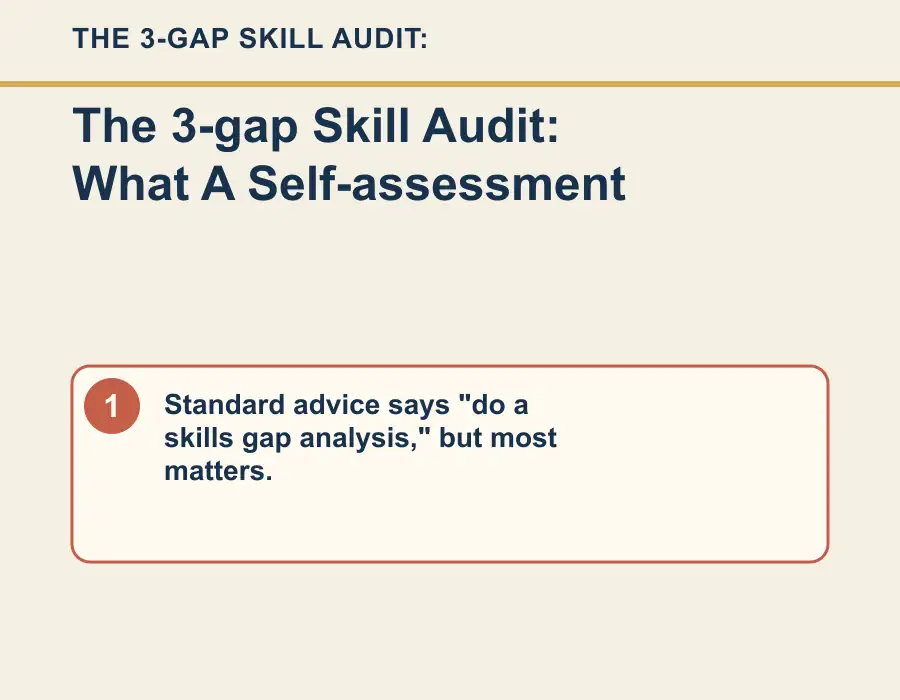 THE 3-GAP SKILL AUDIT:
The 3-gap Skill Audit:
What A Self-assessment
1
Standard advice says "do a
skills gap analysis," but most
matters.